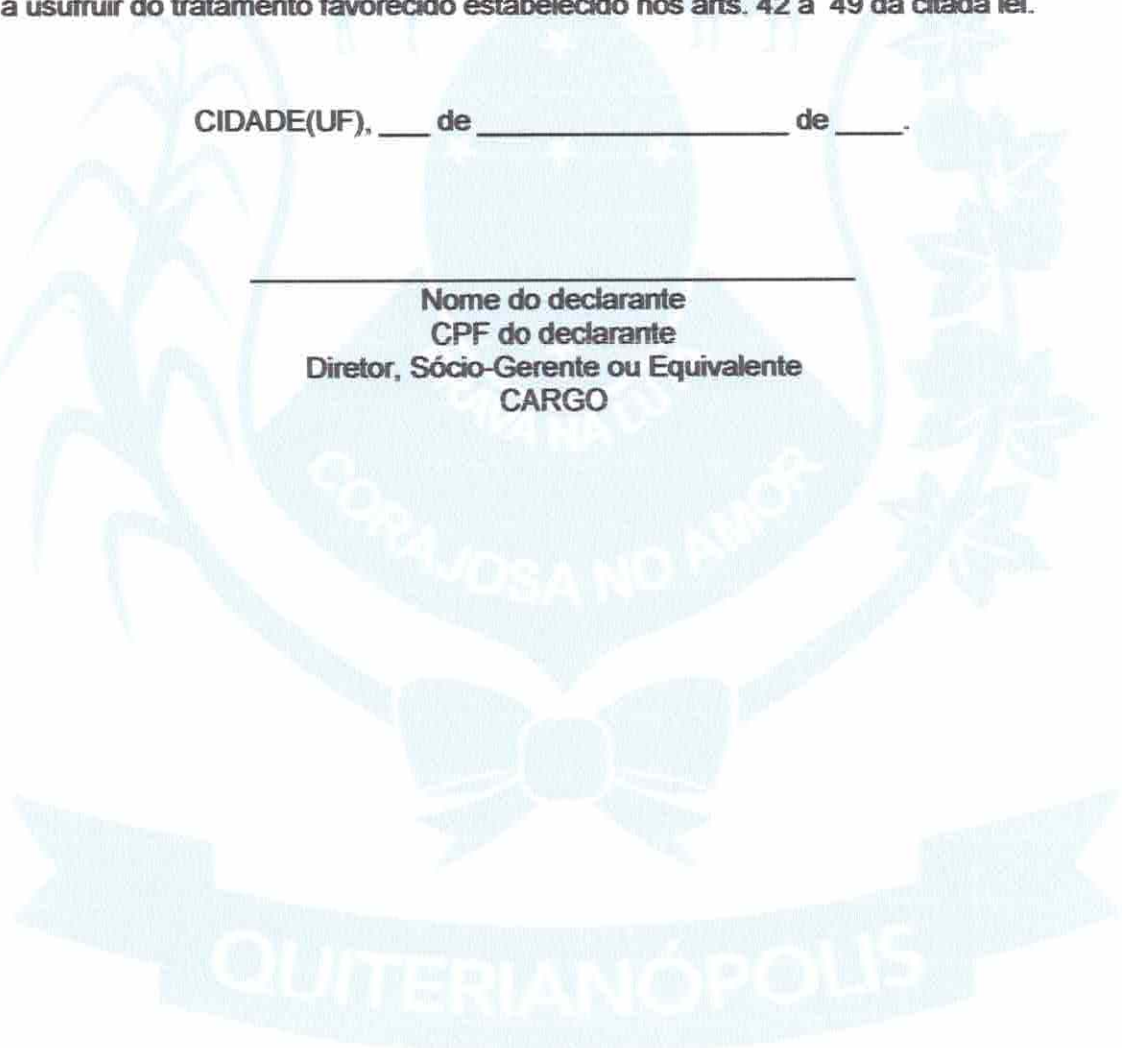 a usufruir do tratamento favorecido estabelecido nos arts. 42 a 49 da citada lei.
CIDADE(UF), ___ de ____________________ de ____.
Nome do declarante
CPF do declarante
Diretor, Sócio-Gerente ou Equivalente
CARGO
CORAJOSA NO AMOR
QUITERIANÓPOLIS